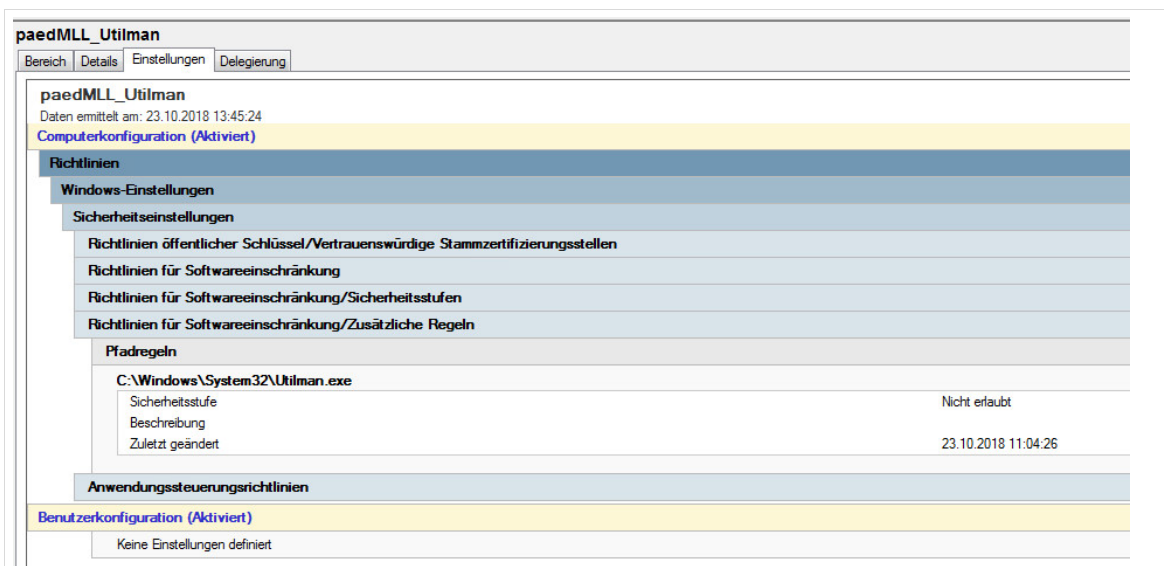 paedMLL_Utilman
Bereich Details Einstellungen Delegierung
paedMLL_Utilman
Daten ermittelt am: 23.10.2018 13:45:24
Computerkonfiguration (Aktiviert)
Richtlinien
Windows-Einstellungen
Sicherheitseinstellungen
Richtlinien öffentlicher Schlüssel/Vertrauenswürdige Stammzertifizierungsstellen
Richtlinien für Softwareeinschränkung
Richtlinien für Softwareeinschränkung/Sicherheitsstufen
Richtlinien für Softwareeinschränkung/Zusätzliche Regeln
Pfadregeln
C:\Windows\System32\Utilman.exe
Sicherheitsstufe Nicht erlaubt
Beschreibung
Zuletzt geändert 23.10.2018 11:04:26
Anwendungssteuerungsrichtlinien
Benutzerkonfiguration (Aktiviert)
Keine Einstellungen definiert